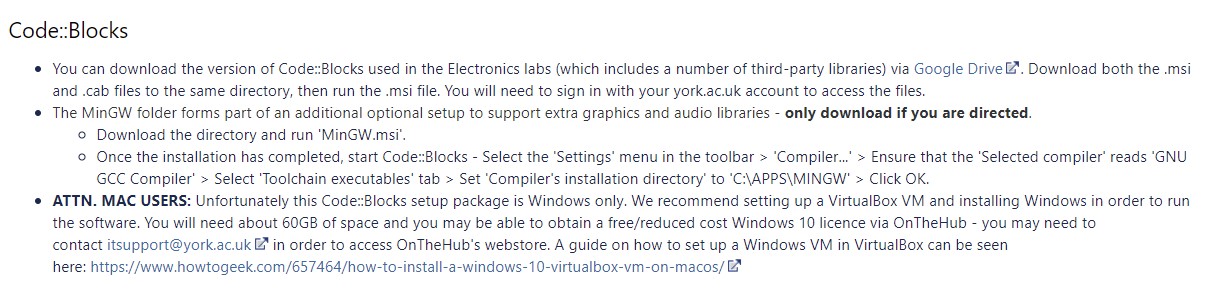 Code::Blocks
• You can download the version of Code::Blocks used in the Electronics labs (which includes a number of third-party libraries) via Google Drive. Download both the .msi
and .cab files to the same directory, then run the .msi file. You will need to sign in with your york.ac.uk account to access the files.
• The MinGW folder forms part of an additional optional setup to support extra graphics and audio libraries - only download if you are directed.
◦ Download the directory and run 'MinGW.msi'.
◦ Once the installation has completed, start Code::Blocks - Select the 'Settings' menu in the toolbar > 'Compiler...' > Ensure that the 'Selected compiler' reads 'GNU
GCC Compiler' > Select 'Toolchain executables' tab > Set 'Compiler's installation directory' to 'C:\APPS\MINGW' > Click OK.
• ATTN. MAC USERS: Unfortunately this Code::Blocks setup package is Windows only. We recommend setting up a VirtualBox VM and installing Windows in order to run
the software. You will need about 60GB of space and you may be able to obtain a free/reduced cost Windows 10 licence via OnTheHub - you may need to
contact itsupport@york.ac.uk in order to access OnTheHub's webstore. A guide on how to set up a Windows VM in VirtualBox can be seen
here: https://www.howtogeek.com/657464/how-to-install-a-windows-10-virtualbox-vm-on-macos/